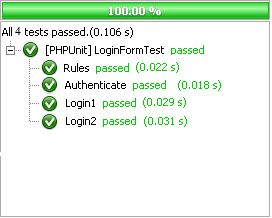 100.00 %
All 4 tests passed.(0.106 s)
[PHPUnit] LoginFormTest passed
Rules passed (0.022 s)
Authenticate passed (0.018 s)
Login1 passed (0.029 s)
Login2 passed (0.031 s)